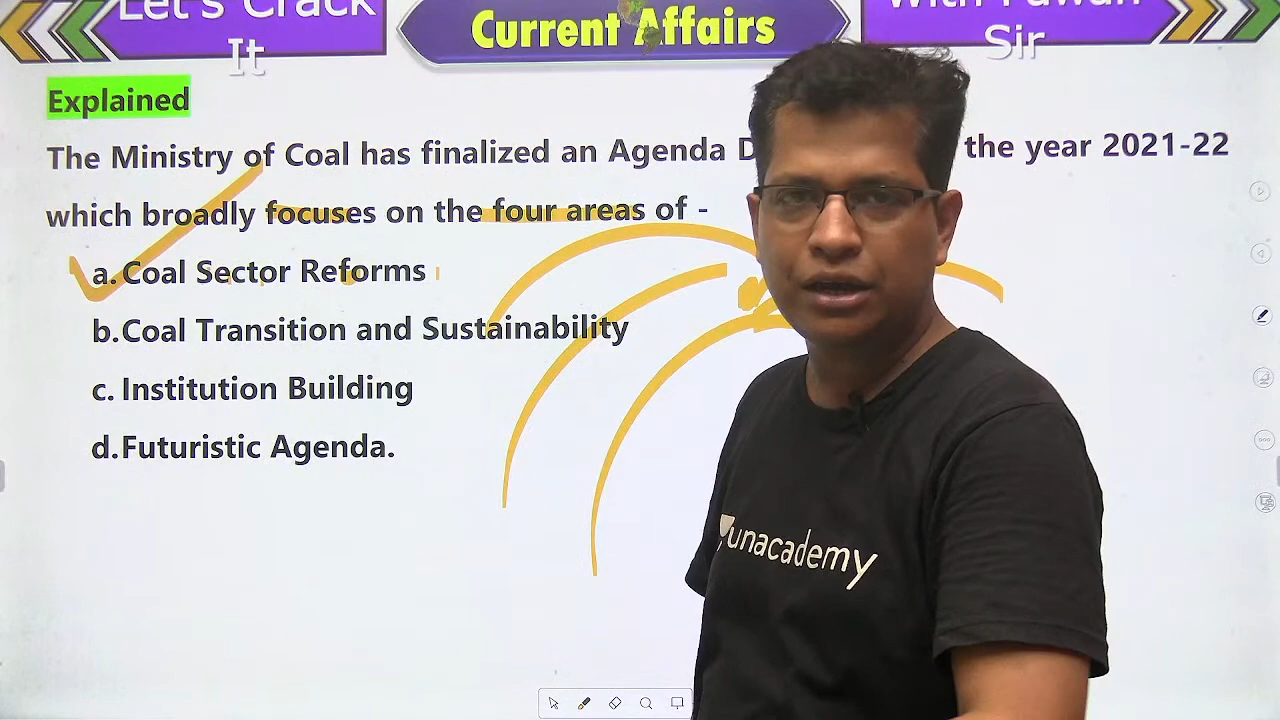 Let's Crack
It
Current Affairs
With Pawan
Sir
Explained
The Ministry of Coal has finalized an Agenda D the year 2021-22
which broadly focuses on the four areas of -
a. Coal Sector Reforms
b. Coal Transition and Sustainability
c. Institution Building
d. Futuristic Agenda.
unacademy